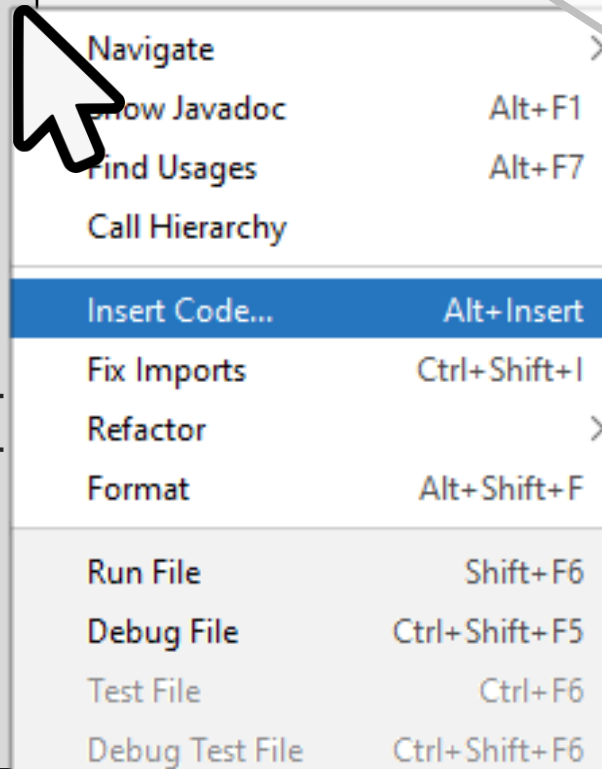 Navigate
Show Javadoc Alt+F1
Find Usages Alt+F7
Call Hierarchy
Insert Code... Alt+Insert
Fix Imports Ctrl+Shift+I
Refactor
Format Alt+Shift+F
Run File Shift+F6
Debug File Ctrl+Shift+F5
Test File Ctrl+F6
Debug Test File Ctrl+Shift+F6